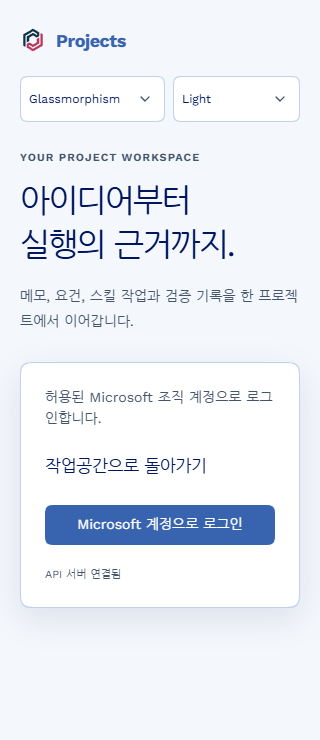 Projects
Glassmorphism
Light
YOUR PROJECT WORKSPACE
아이디어부터
실행의 근거까지.
메모, 요건, 스킬 작업과 검증 기록을 한 프로젝
트에서 이어갑니다.
허용된 Microsoft 조직 계정으로 로그
인합니다.
작업공간으로 돌아가기
Microsoft 계정으로 로그인
API 서버 연결됨